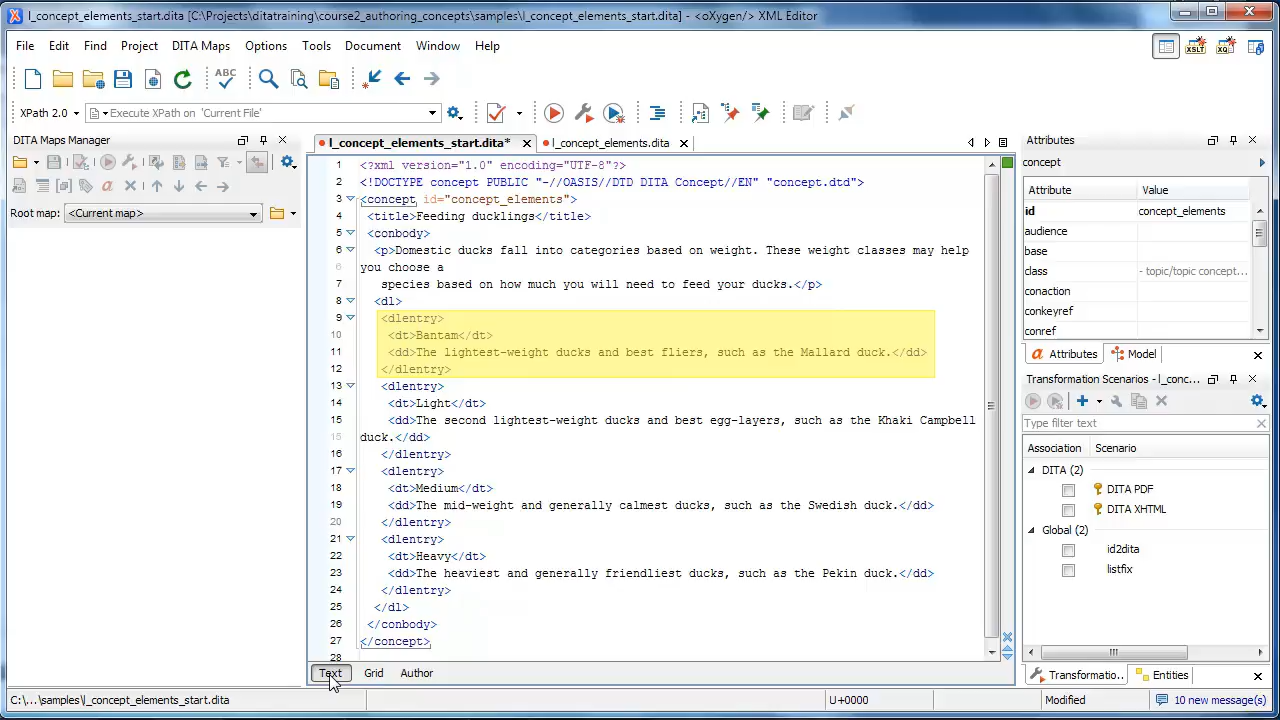 l_concept_elements_start.dita [C:\Projects\ditatraining\course2_authoring_concepts\samples\l_concept_elements_start.dita] - <oXygen/> XML Editor
File Edit Find Project DITA Maps Options Tools Document Window Help
ABC
XPath 2.0 Execute XPath on 'Current File'
DITA Maps Manager
Root map: <Current map>
l_concept_elements_start.dita* l_concept_elements.dita
1 <?xml version="1.0" encoding="UTF-8"?>
2 <!DOCTYPE concept PUBLIC "-//OASIS//DTD DITA Concept//EN" "concept.dtd">
3 <concept id="concept_elements">
4 <title>Feeding ducklings</title>
5 <conbody>
6 <p>Domestic ducks fall into categories based on weight. These weight classes may help
6 you choose a
7 species based on how much you will need to feed your ducks.</p>
8 <dl>
9 <dlentry>
10 <dt>Bantam</dt>
11 <dd>The lightest-weight ducks and best fliers, such as the Mallard duck.</dd>
12 </dlentry>
13 <dlentry>
14 <dt>Light</dt>
15 <dd>The second lightest-weight ducks and best egg-layers, such as the Khaki Campbell
15 duck.</dd>
16 </dlentry>
17 <dlentry>
18 <dt>Medium</dt>
19 <dd>The mid-weight and generally calmest ducks, such as the Swedish duck.</dd>
20 </dlentry>
21 <dlentry>
22 <dt>Heavy</dt>
23 <dd>The heaviest and generally friendliest ducks, such as the Pekin duck.</dd>
24 </dlentry>
25 </dl>
26 </conbody>
27 </concept>
28
Text Grid Author
Attributes
concept
Attribute Value
id concept_elements
audience
base
class - topic/topic concept...
conaction
conkeyref
conref
Attributes Model
Transformation Scenarios - l_conc...
Type filter text
Association Scenario
DITA (2)
DITA PDF
DITA XHTML
Global (2)
id2dita
listfix
Transformatio... Entities
C:\...\samples\l_concept_elements_start.dita U+0000 Modified 10 new message(s)